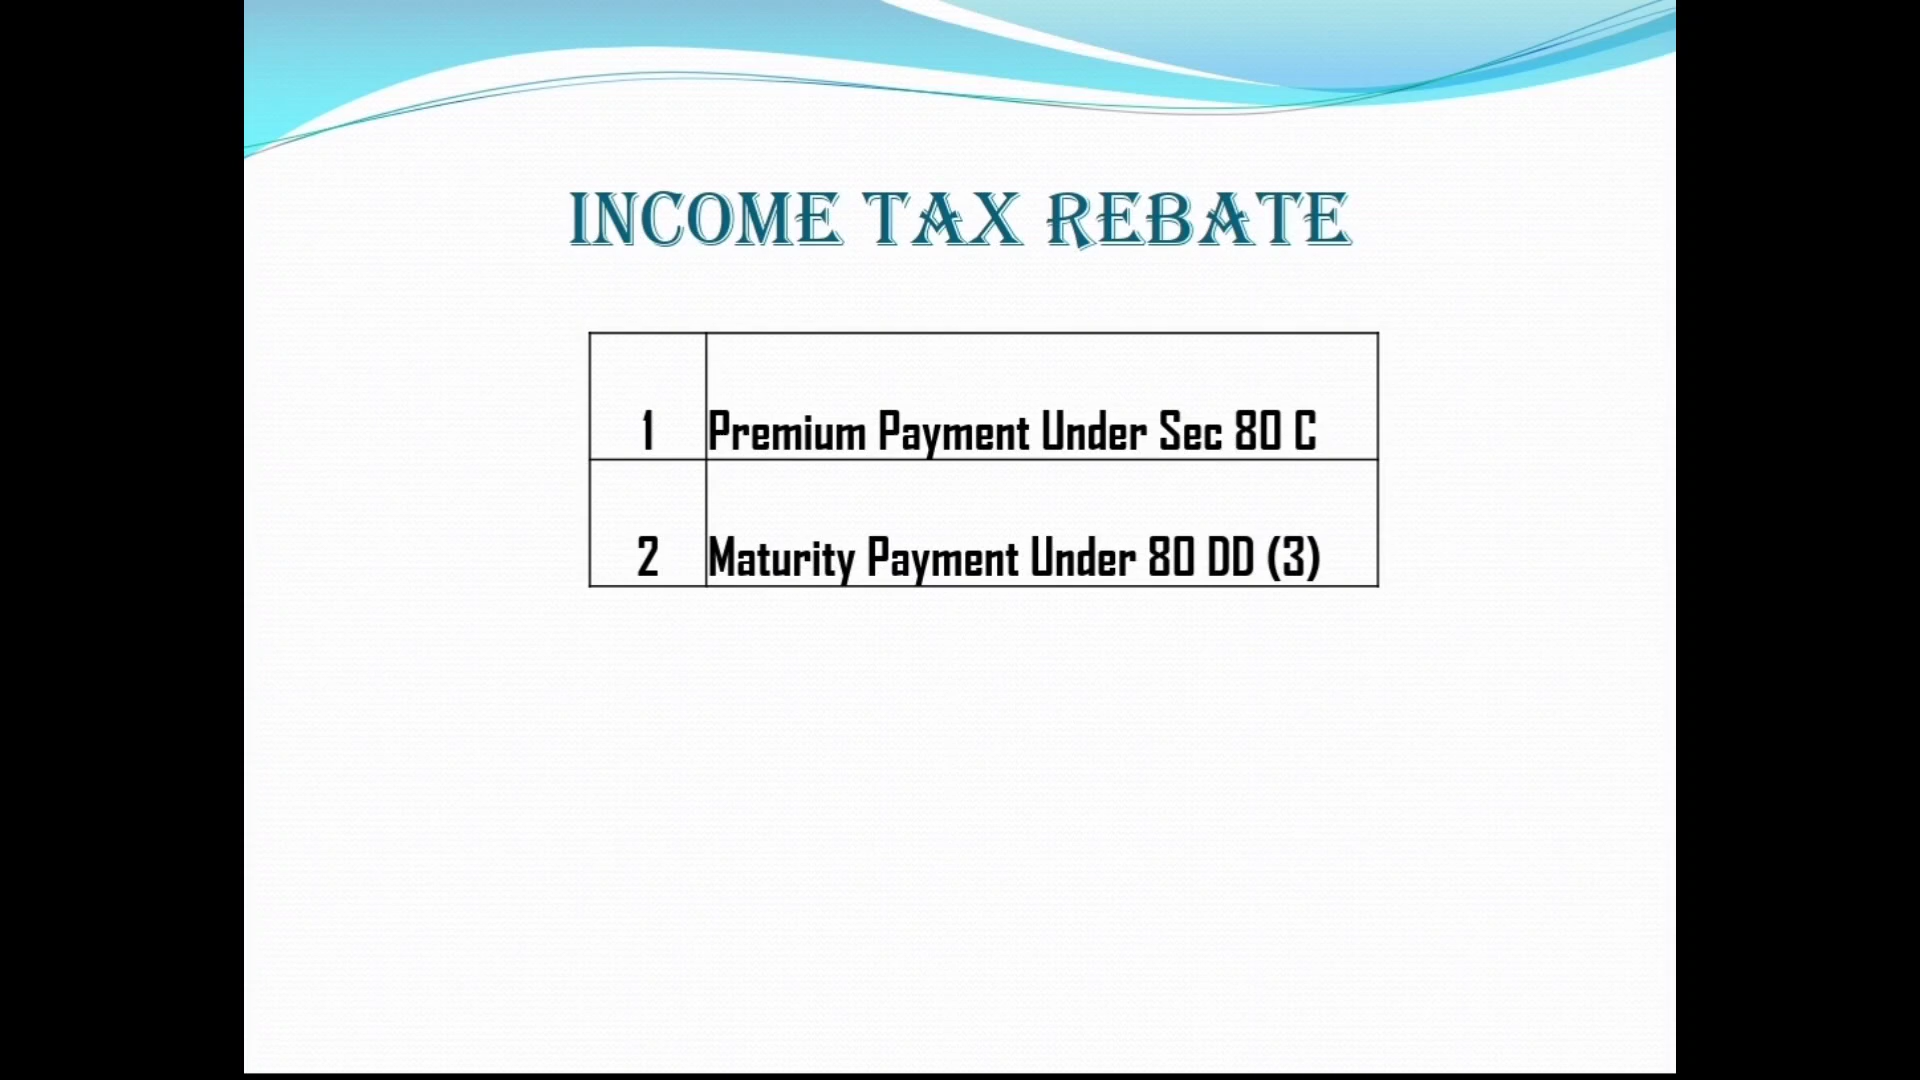 INCOME TAX REBATE
1 Premium Payment Under Sec 80 C
2 Maturity Payment Under 80 DD (3)